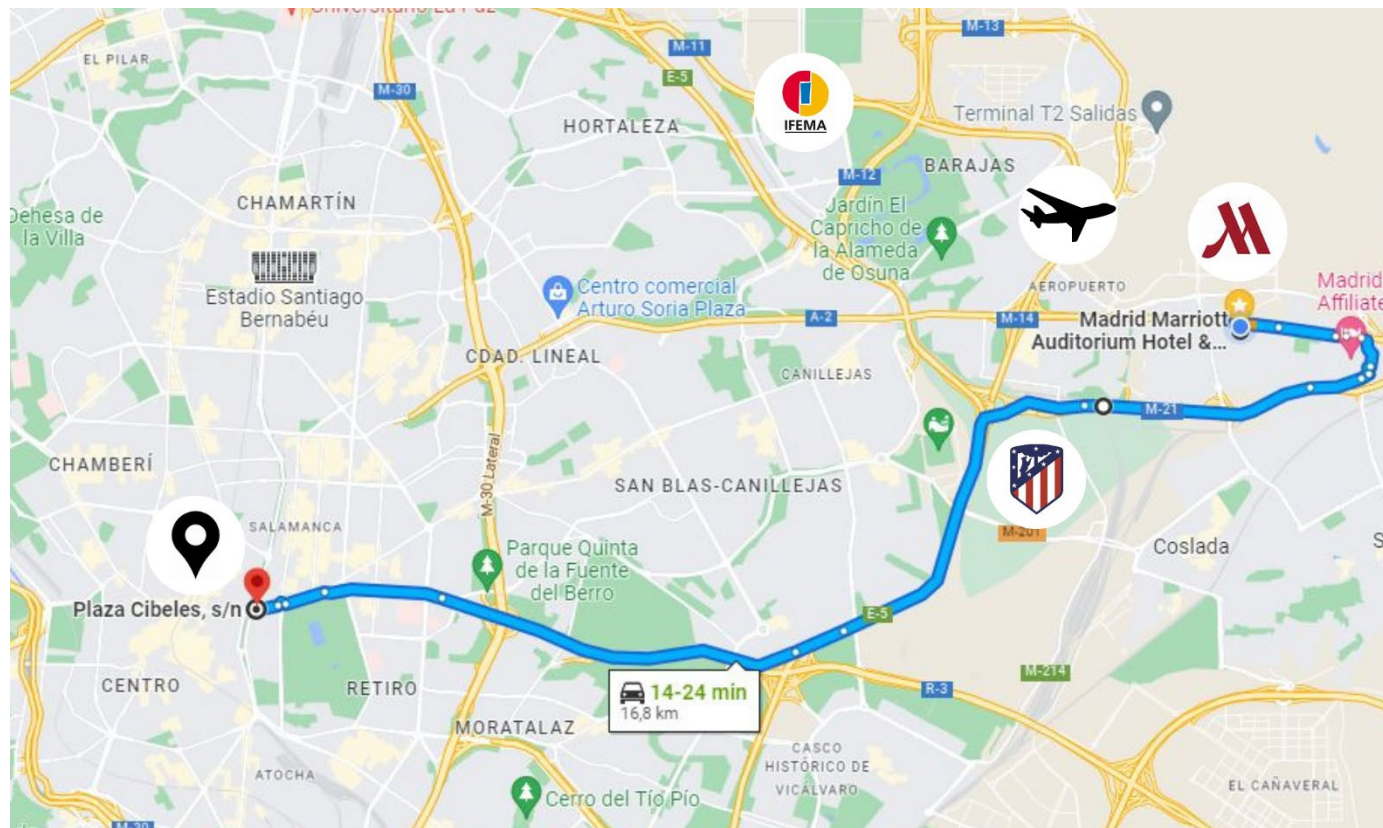 EL PILAR
M-30
M-11
E-5
M-13
IFEMA
HORTALEZA
Terminal T2 Salidas
BARAJAS
M-12
CHAMARTÍN
Dehesa de
la Villa
Jardín El
Capricho de
la Alameda
de Osuna
Estadio Santiago
Bernabéu
Centro comercial
Arturo Soria Plaza
AEROPUERTO
Madrid
Affiliate
A-2
M-14
Madrid Marriott
Auditorium Hotel &...
CDAD. LINEAL
CANILLEJAS
M-21
M-30 Lateral
CHAMBERÍ
SAN BLAS-CANILLEJAS
SALAMANCA
M-201
Coslada
S
Parque Quinta
de la Fuente
del Berro
Plaza Cibeles, s/n
E-5
CENTRO
RETIRO
14-24 min
16,8 km
M-214
R-3
MORATALAZ
CASCO
HISTÓRICO DE
VICÁLVARO
ATOCHA
Cerro del Tío Pío
EL CAÑAVERAL
M-30